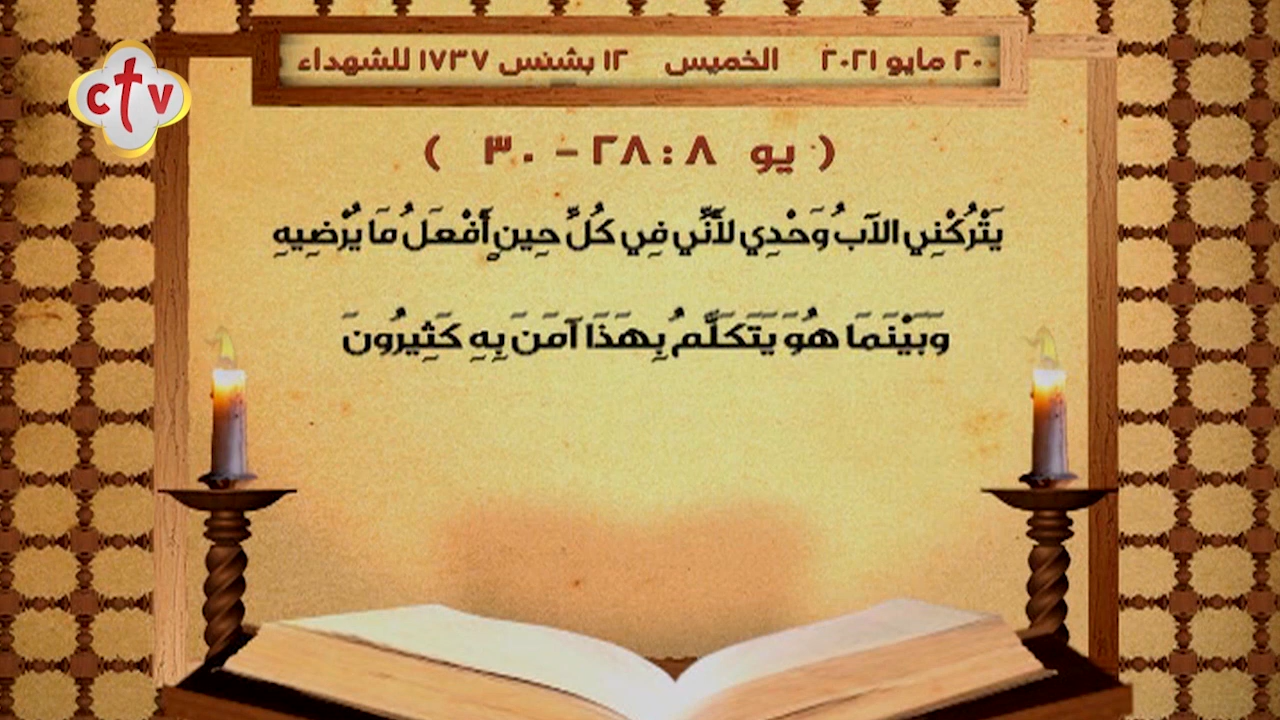 ctv
٢٠ مايو ٢٠٢١ الخميس ١٢ بشنس ١٧٣٧ للشهداء
( يو ٨ : ٢٨ - ٣٠ )
يَتْرُكْنِي الآبُ وَحْدِي لأَنِّي فِي كُلِّ حِينٍ أَفْعَلُ مَا يُرْضِيهِ
وَبَيْنَمَا هُوَ يَتَكَلَّمُ بِهَذَا آمَنَ بِهِ كَثِيرُونَ